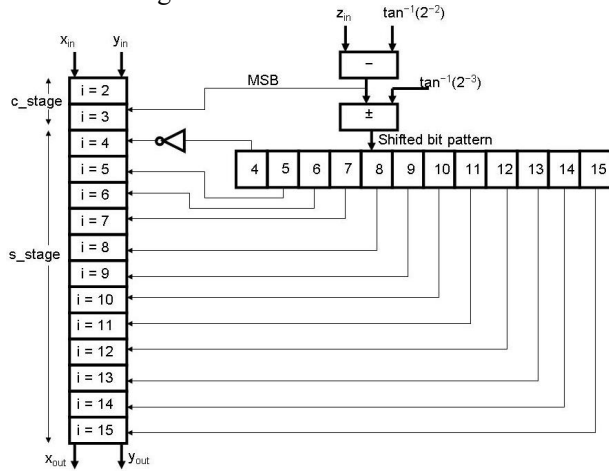 x_in y_in z_in tan⁻¹(2⁻²)
−
MSB
tan⁻¹(2⁻³)
±
Shifted bit pattern
c_stage
i = 2
i = 3
s_stage
i = 4
i = 5
i = 6
i = 7
i = 8
i = 9
i = 10
i = 11
i = 12
i = 13
i = 14
i = 15
4 5 6 7 8 9 10 11 12 13 14 15
x_out y_out